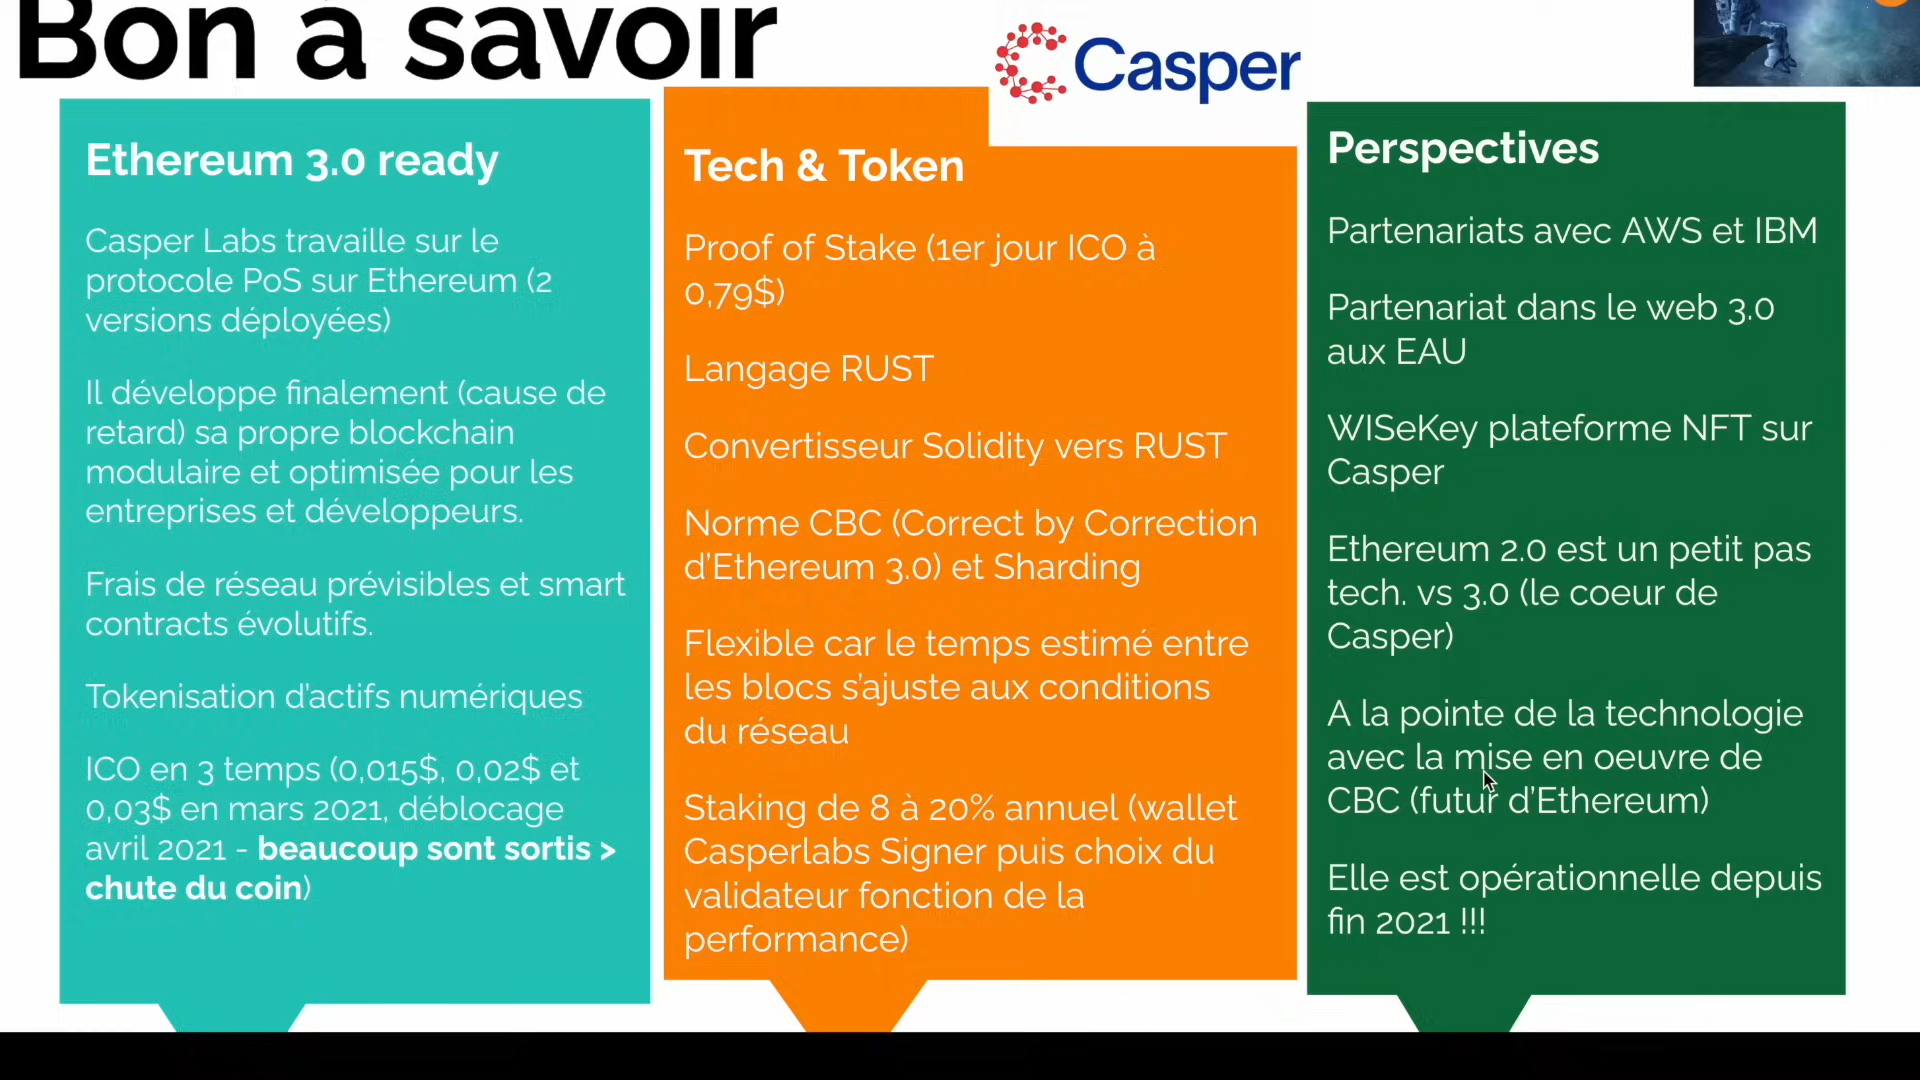 Bon à savoir
Casper
Ethereum 3.0 ready
Casper Labs travaille sur le
protocole PoS sur Ethereum (2
versions déployées)
Il développe finalement (cause de
retard) sa propre blockchain
modulaire et optimisée pour les
entreprises et développeurs.
Frais de réseau prévisibles et smart
contracts évolutifs.
Tokenisation d'actifs numériques
ICO en 3 temps (0,015$, 0,02$ et
0,03$ en mars 2021, déblocage
avril 2021 - beaucoup sont sortis >
chute du coin)
Tech & Token
Proof of Stake (1er jour ICO à
0,79$)
Langage RUST
Convertisseur Solidity vers RUST
Norme CBC (Correct by Correction
d'Ethereum 3.0) et Sharding
Flexible car le temps estimé entre
les blocs s'ajuste aux conditions
du réseau
Staking de 8 à 20% annuel (wallet
Casperlabs Signer puis choix du
validateur fonction de la
performance)
Perspectives
Partenariats avec AWS et IBM
Partenariat dans le web 3.0
aux EAU
WISeKey plateforme NFT sur
Casper
Ethereum 2.0 est un petit pas
tech. vs 3.0 (le coeur de
Casper)
A la pointe de la technologie
avec la mise en oeuvre de
CBC (futur d'Ethereum)
Elle est opérationnelle depuis
fin 2021 !!!